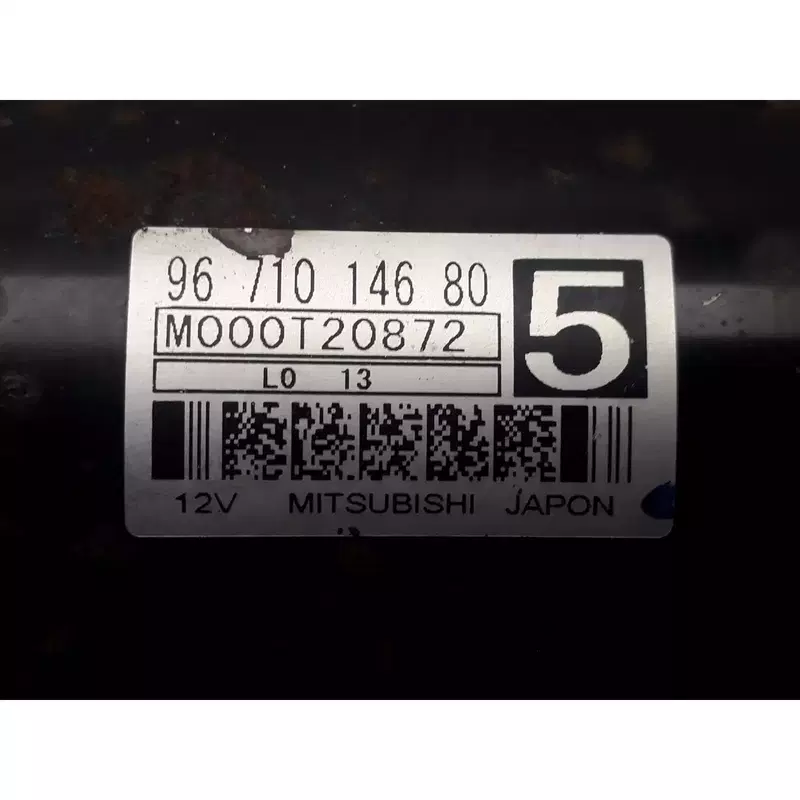 96 710 146 80
5
M000T20872
L0 13
12V MITSUBISHI JAPON